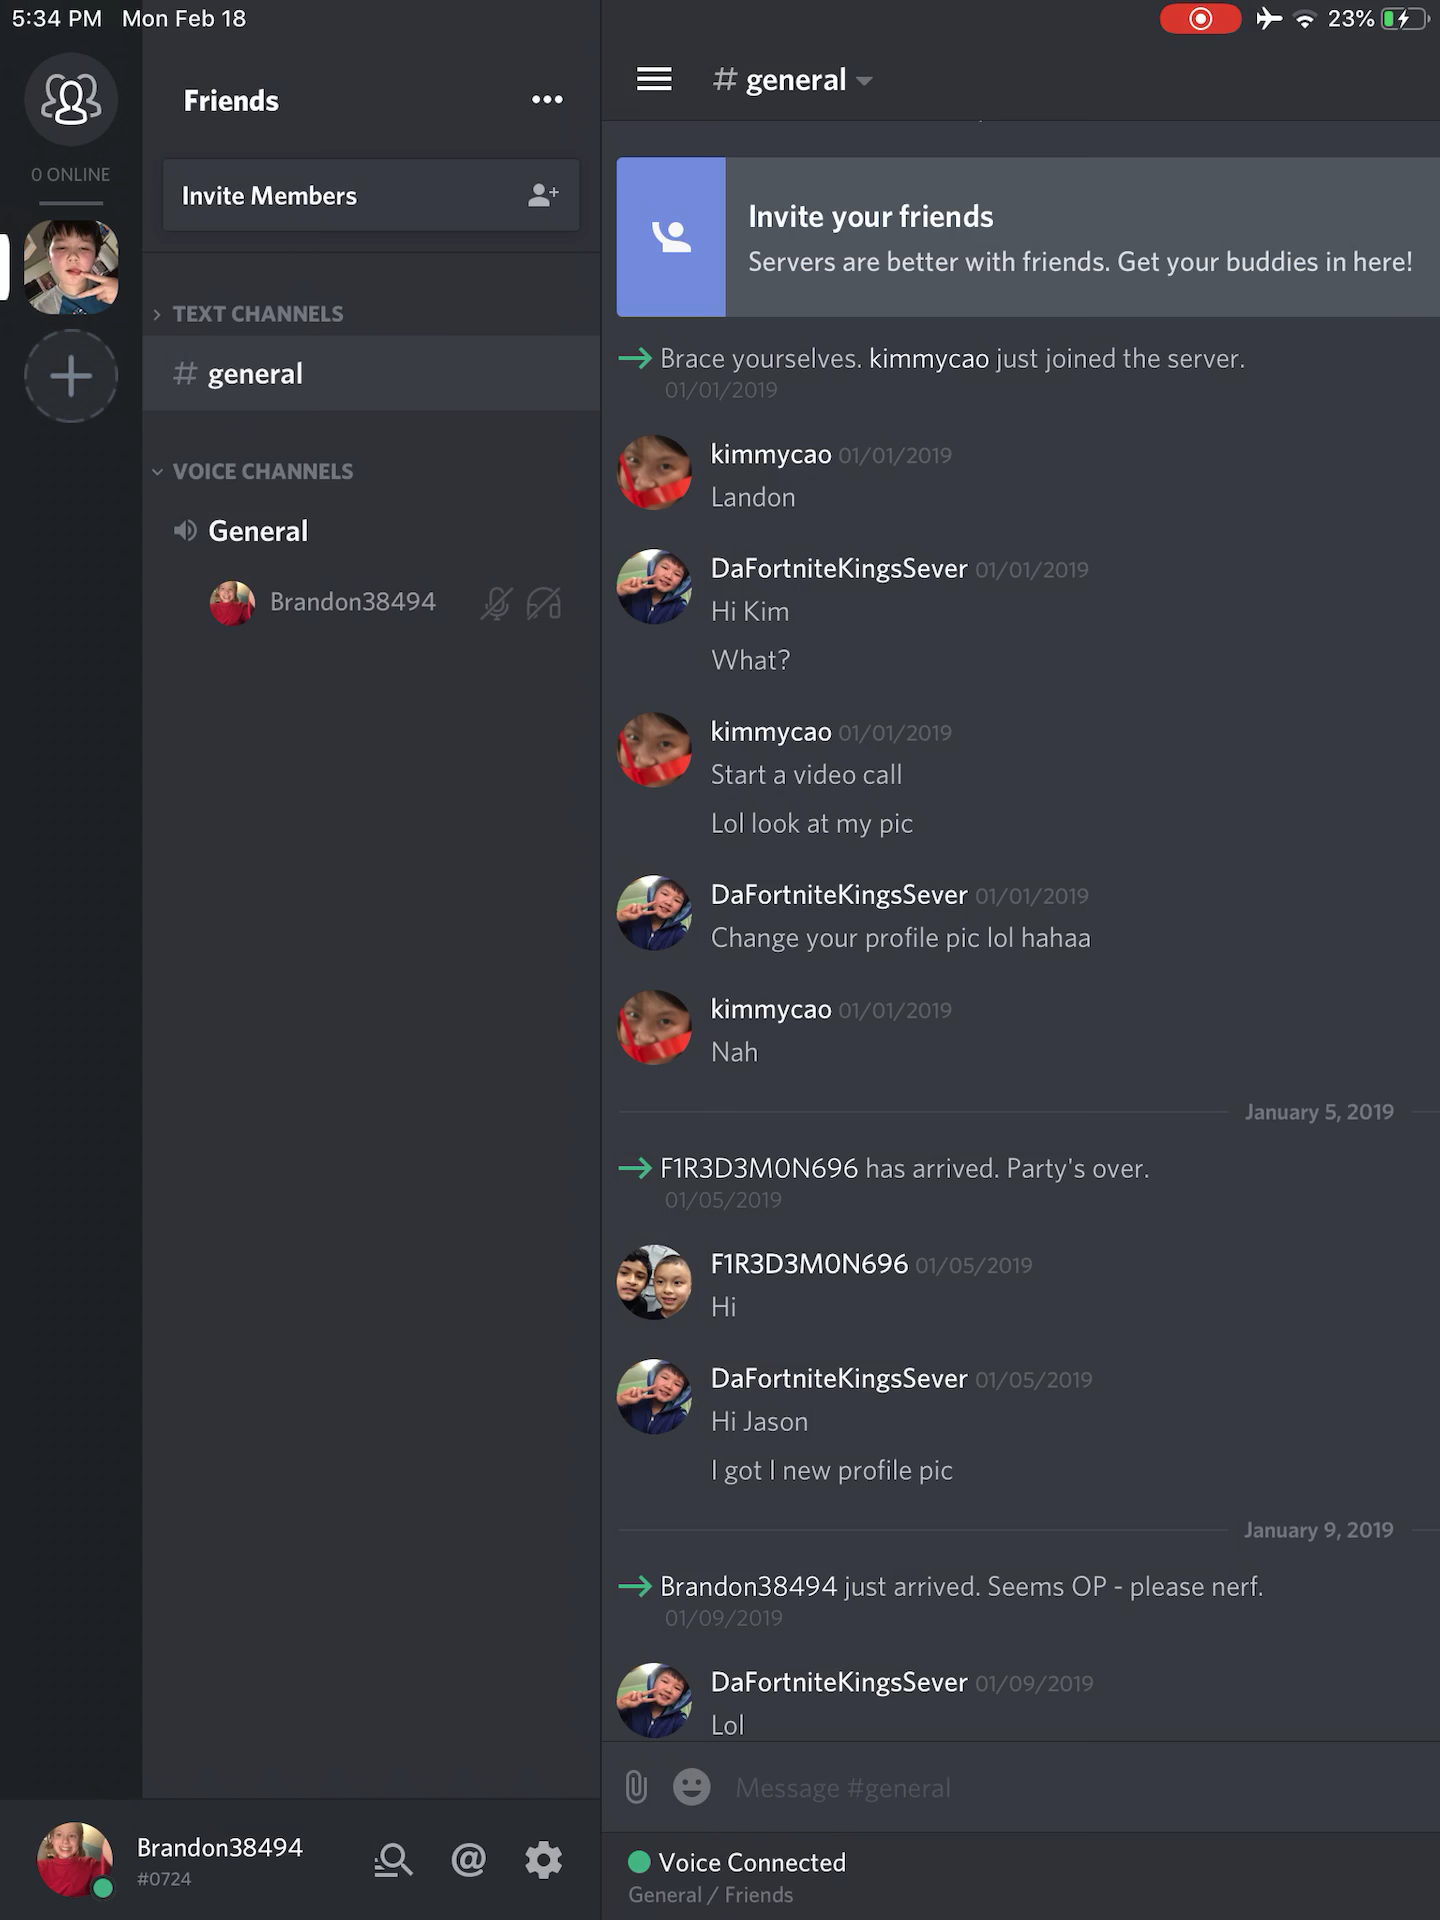 5:34 PM Mon Feb 18
23%
0 ONLINE
Friends
Invite Members
TEXT CHANNELS
# general
VOICE CHANNELS
General
Brandon38494
Brandon38494
#0724
# general
Invite your friends
Servers are better with friends. Get your buddies in here!
Brace yourselves. kimmycao just joined the server.
01/01/2019
kimmycao 01/01/2019
Landon
DaFortniteKingsSever 01/01/2019
Hi Kim
What?
kimmycao 01/01/2019
Start a video call
Lol look at my pic
DaFortniteKingsSever 01/01/2019
Change your profile pic lol hahaa
kimmycao 01/01/2019
Nah
January 5, 2019
F1R3D3M0N696 has arrived. Party's over.
01/05/2019
F1R3D3M0N696 01/05/2019
Hi
DaFortniteKingsSever 01/05/2019
Hi Jason
I got I new profile pic
January 9, 2019
Brandon38494 just arrived. Seems OP - please nerf.
01/09/2019
DaFortniteKingsSever 01/09/2019
Lol
Message #general
Voice Connected
General / Friends